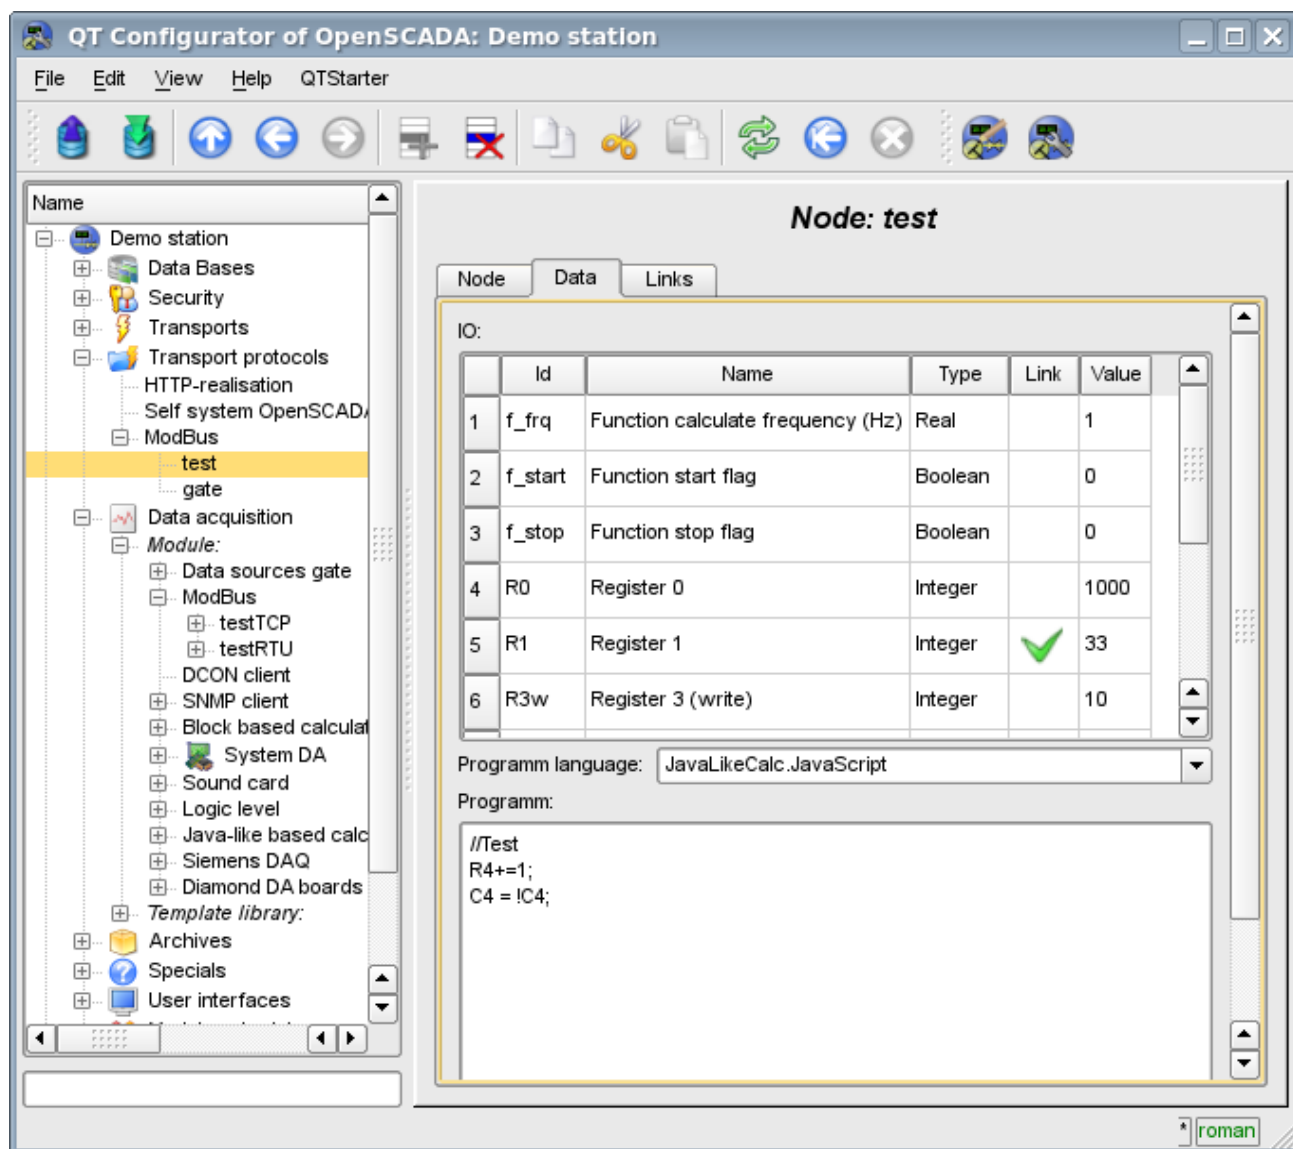 QT Configurator of OpenSCADA: Demo station
File Edit View Help QTStarter
Name
Demo station
Data Bases
Security
Transports
Transport protocols
HTTP-realisation
Self system OpenSCADA
ModBus
test
gate
Data acquisition
Module:
Data sources gate
ModBus
testTCP
testRTU
DCON client
SNMP client
Block based calculat
System DA
Sound card
Logic level
Java-like based calc
Siemens DAQ
Diamond DA boards
Template library:
Archives
Specials
User interfaces
Node: test
Node Data Links
IO:
Id Name Type Link Value
1 f_frq Function calculate frequency (Hz) Real 1
2 f_start Function start flag Boolean 0
3 f_stop Function stop flag Boolean 0
4 R0 Register 0 Integer 1000
5 R1 Register 1 Integer 33
6 R3w Register 3 (write) Integer 10
Programm language: JavaLikeCalc.JavaScript
Programm:
//Test
R4+=1;
C4 = !C4;
* roman